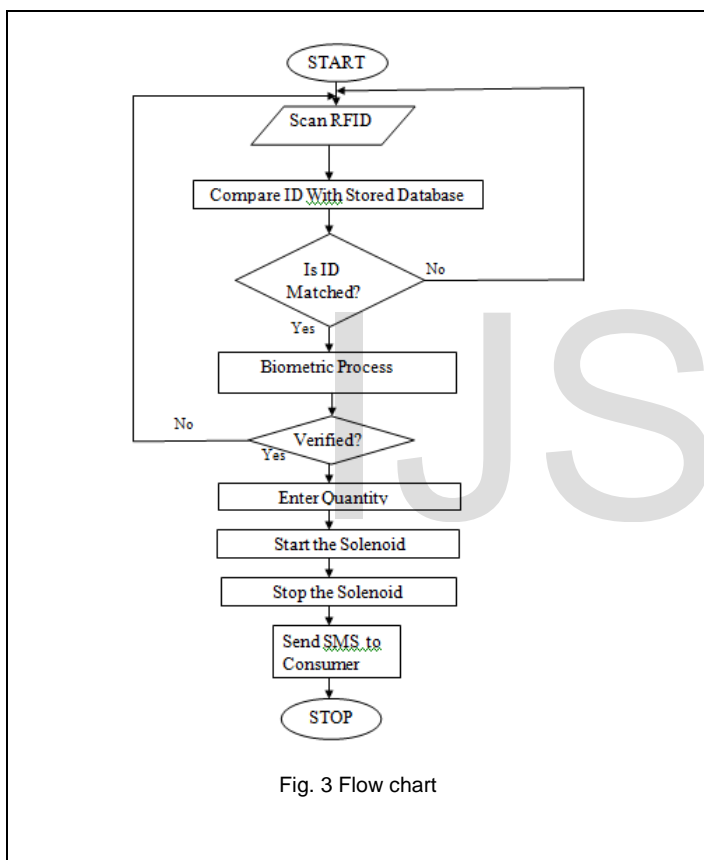 START
Scan RFID
Compare ID With Stored Database
Is ID
Matched?
No
Yes
Biometric Process
No
Verified?
Yes
Enter Quantity
Start the Solenoid
Stop the Solenoid
Send SMS to
Consumer
STOP
Fig. 3 Flow chart
IJS